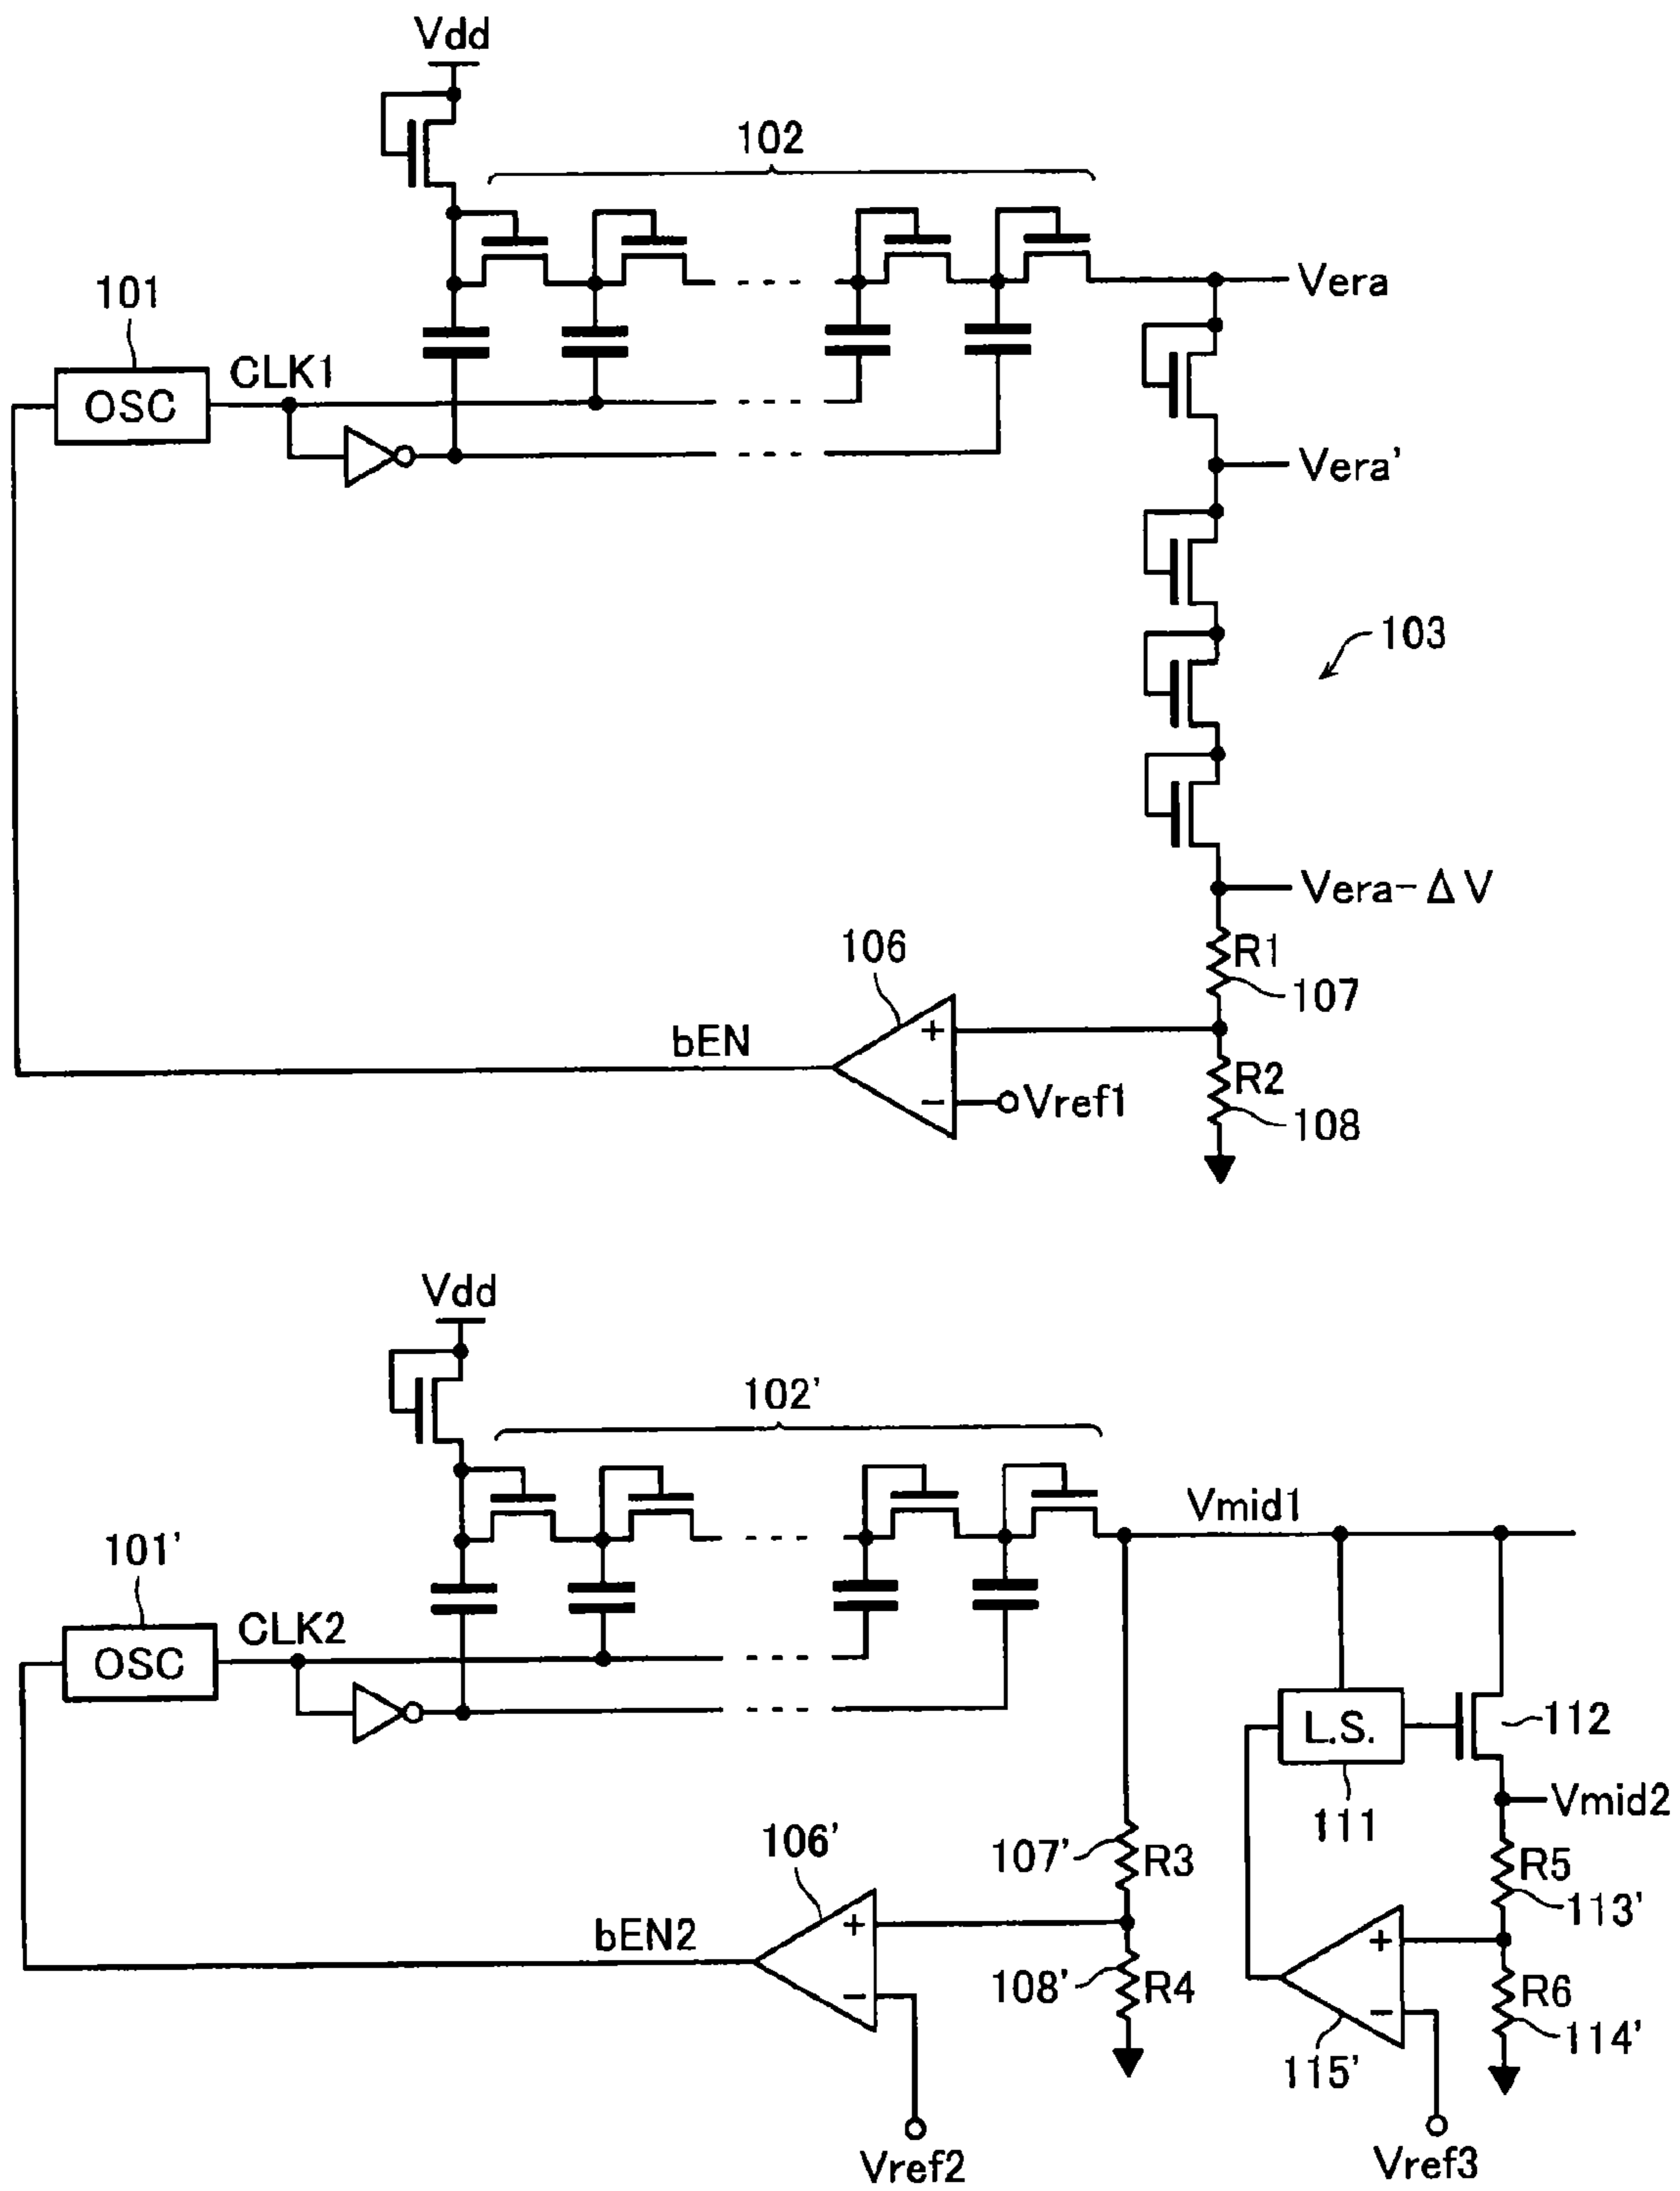 Vdd
102
101
OSC
CLK1
Vera
Vera'
103
Vera-ΔV
R1
107
106
+
bEN
R2
-
Vref1
108
Vdd
102'
Vmid1
101'
OSC
CLK2
L.S.
112
111
Vmid2
106'
107'
R3
R5
113'
+
bEN2
+
108'
R4
R6
-
-
114'
115'
Vref2
Vref3